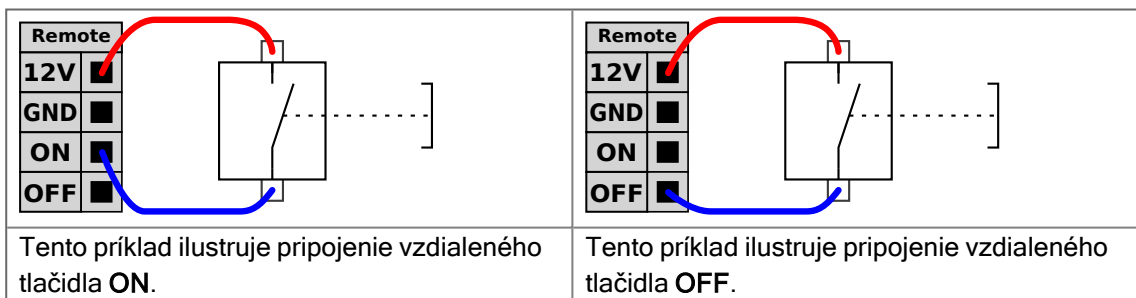 Remote
12V
GND
ON
OFF
Tento príklad ilustruje pripojenie vzdialeného
tlačidla ON.
Remote
12V
GND
ON
OFF
Tento príklad ilustruje pripojenie vzdialeného
tlačidla OFF.